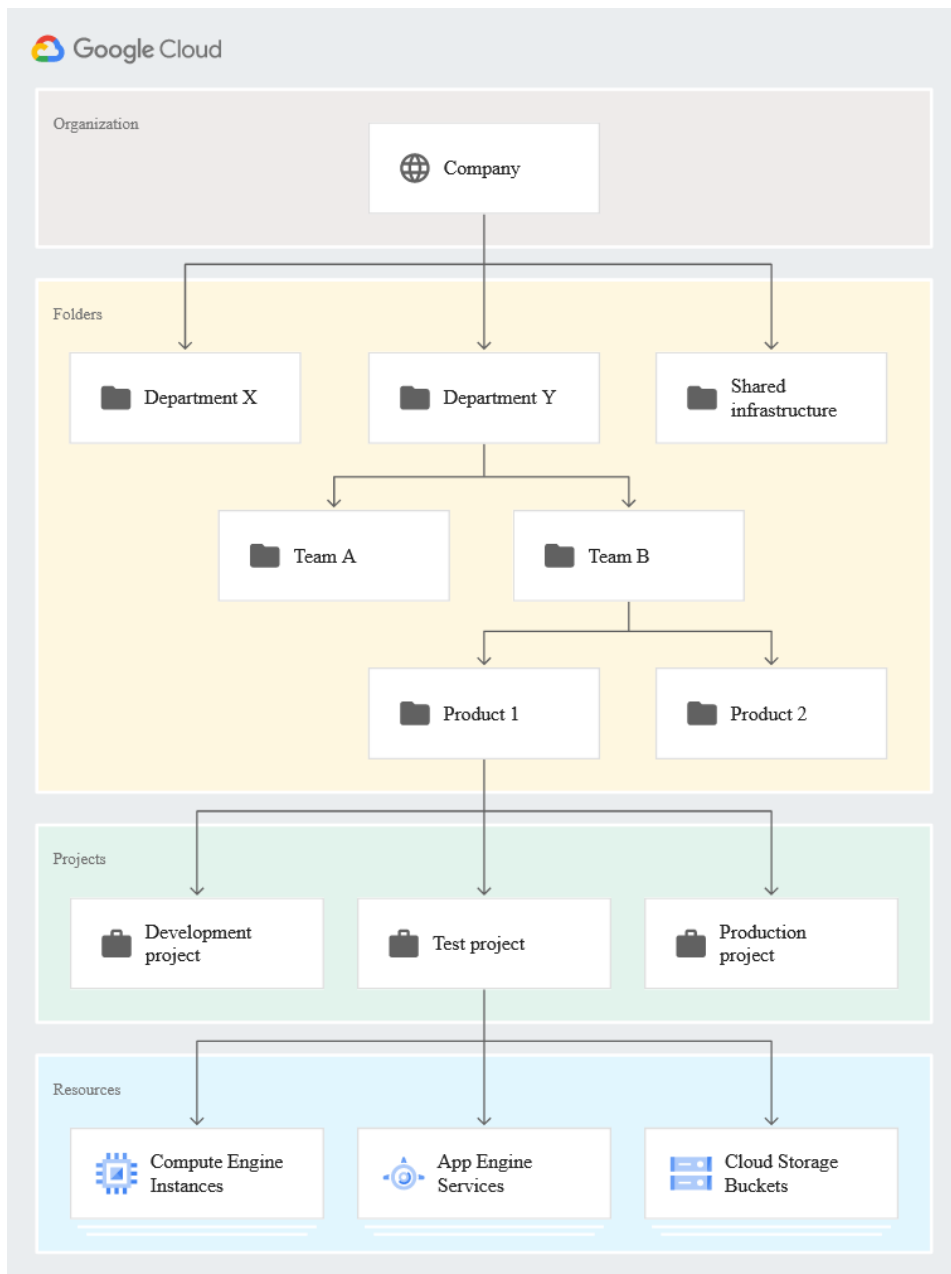 Google Cloud
Organization
Company
Folders
Department X
Department Y
Shared
infrastructure
Team A
Team B
Product 1
Product 2
Projects
Development
project
Test project
Production
project
Resources
Compute Engine
Instances
App Engine
Services
Cloud Storage
Buckets